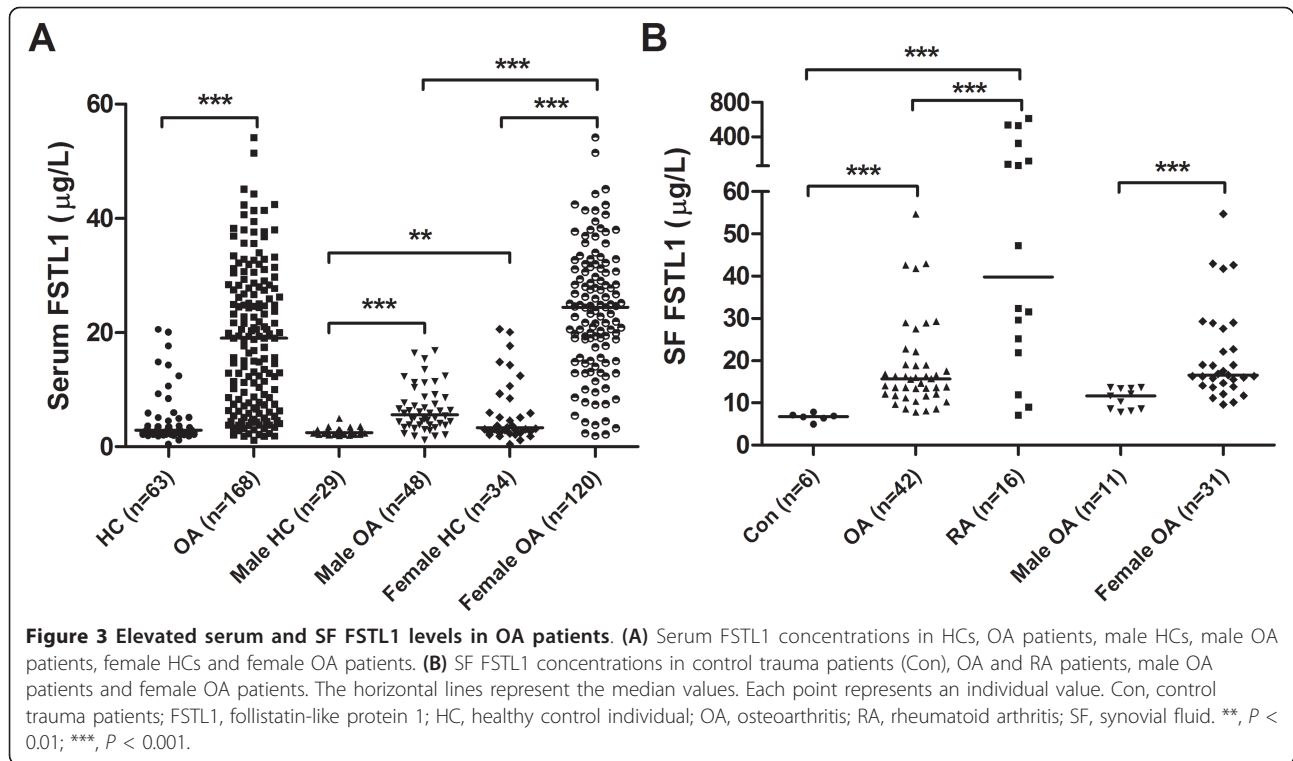 A
Serum FSTL1 (µg/L)
60
40
20
0
***
***
***
**
***
HC (n=63)
OA (n=168)
Male HC (n=29)
Male OA (n=48)
Female HC (n=34)
Female OA (n=120)
B
SF FSTL1 (µg/L)
800
400
60
50
40
30
20
10
0
***
***
***
***
Con (n=6)
OA (n=42)
RA (n=16)
Male OA (n=11)
Female OA (n=31)
Figure 3 Elevated serum and SF FSTL1 levels in OA patients. (A) Serum FSTL1 concentrations in HCs, OA patients, male HCs, male OA
patients, female HCs and female OA patients. (B) SF FSTL1 concentrations in control trauma patients (Con), OA and RA patients, male OA
patients and female OA patients. The horizontal lines represent the median values. Each point represents an individual value. Con, control
trauma patients; FSTL1, follistatin-like protein 1; HC, healthy control individual; OA, osteoarthritis; RA, rheumatoid arthritis; SF, synovial fluid. **, P <
0.01; ***, P < 0.001.